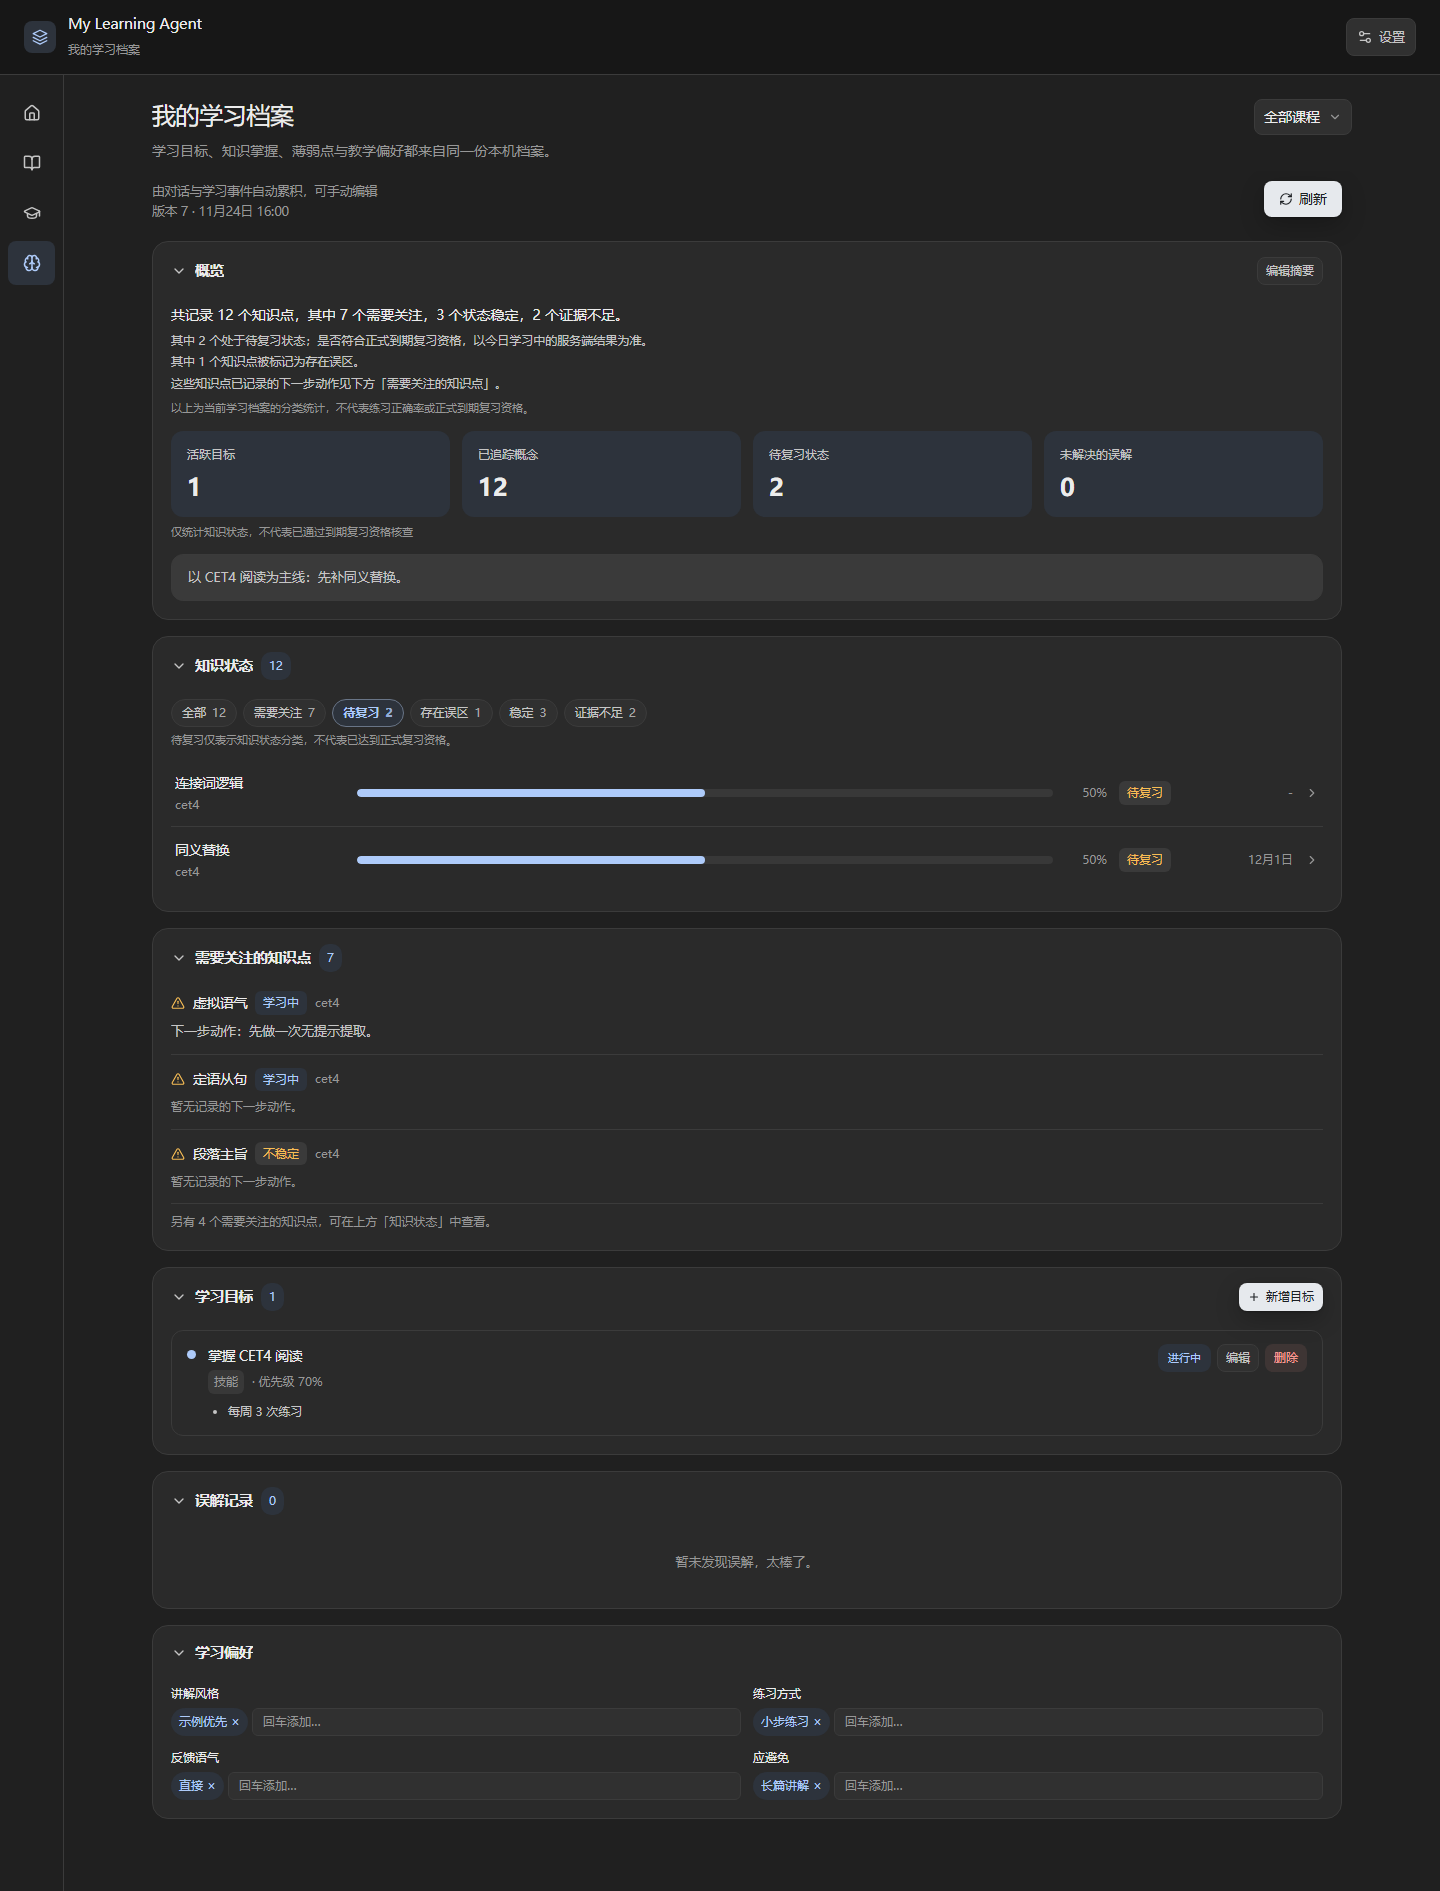 My Learning Agent
我的学习档案
设置
我的学习档案
全部课程
学习目标、知识掌握、薄弱点与教学偏好都来自同一份本机档案。
由对话与学习事件自动累积，可手动编辑
版本 7 · 11月24日 16:00
刷新
概览
编辑摘要
共记录 12 个知识点，其中 7 个需要关注，3 个状态稳定，2 个证据不足。
其中 2 个处于待复习状态；是否符合正式到期复习资格，以今日学习中的服务端结果为准。
其中 1 个知识点被标记为存在误区。
这些知识点已记录的下一步动作见下方「需要关注的知识点」。
以上为当前学习档案的分类统计，不代表练习正确率或正式到期复习资格。
活跃目标
1
已追踪概念
12
待复习状态
2
未解决的误解
0
仅统计知识状态，不代表已通过到期复习资格核查
以 CET4 阅读为主线：先补同义替换。
知识状态 12
全部 12 需要关注 7 待复习 2 存在误区 1 稳定 3 证据不足 2
待复习仅表示知识状态分类，不代表已达到正式复习资格。
连接词逻辑
cet4
50% 待复习 -
同义替换
cet4
50% 待复习 12月1日
需要关注的知识点 7
虚拟语气 学习中 cet4
下一步动作：先做一次无提示提取。
定语从句 学习中 cet4
暂无记录的下一步动作。
段落主旨 不稳定 cet4
暂无记录的下一步动作。
另有 4 个需要关注的知识点，可在上方「知识状态」中查看。
学习目标 1
+ 新增目标
掌握 CET4 阅读
进行中 编辑 删除
技能 · 优先级 70%
• 每周 3 次练习
误解记录 0
暂未发现误解，太棒了。
学习偏好
讲解风格
示例优先 × 回车添加...
练习方式
小步练习 × 回车添加...
反馈语气
直接 × 回车添加...
应避免
长篇讲解 × 回车添加...